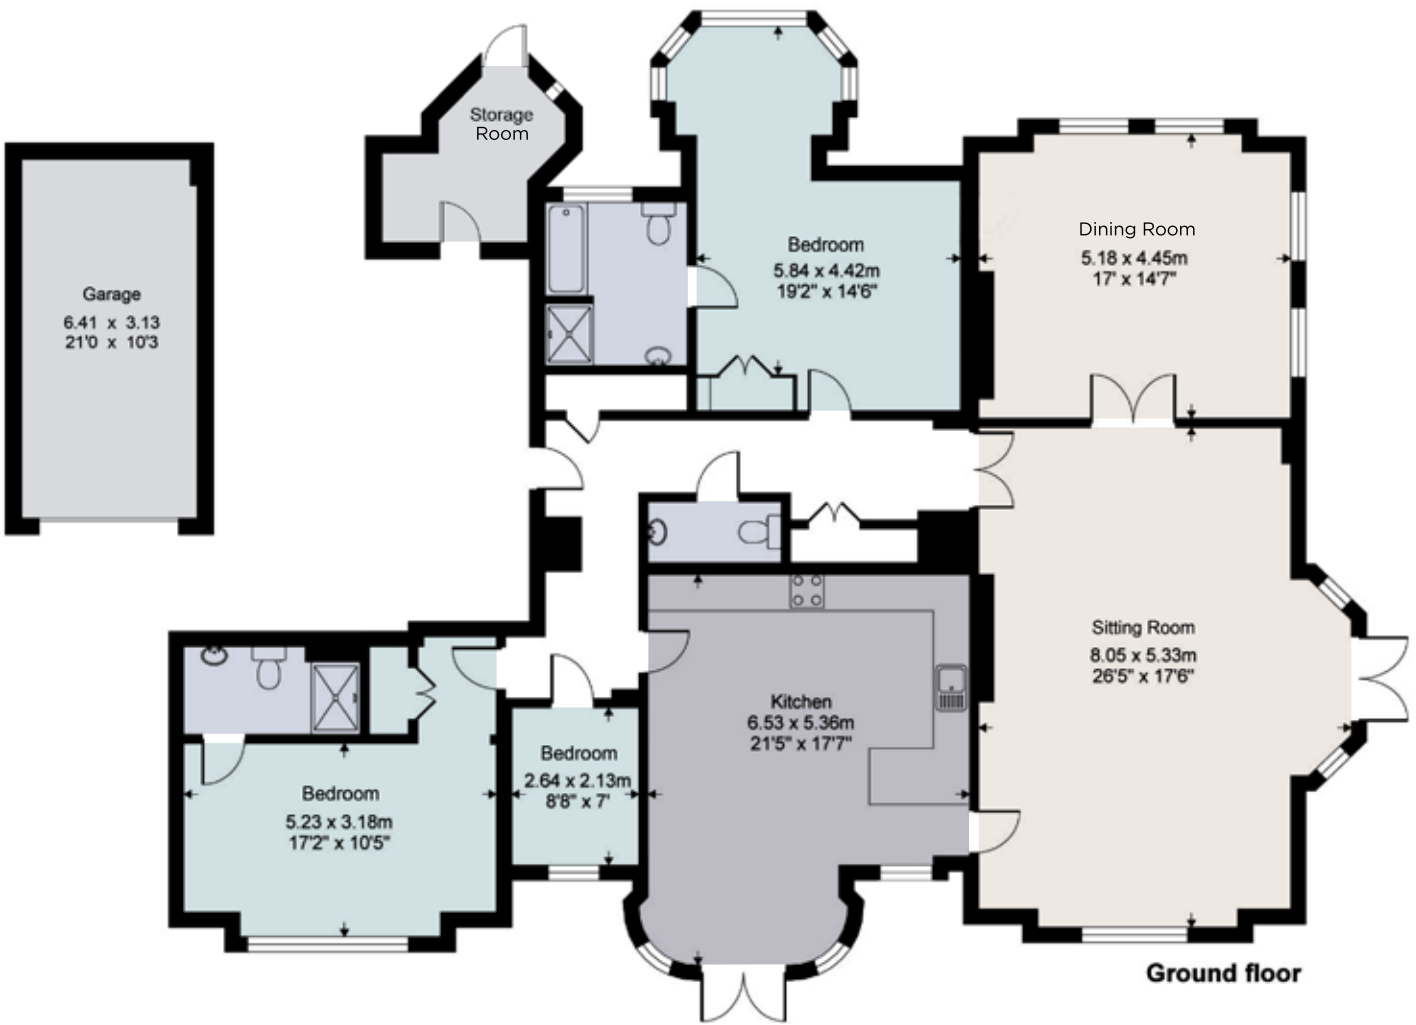 Storage
Room
Garage
6.41 x 3.13
21'0 x 10'3
Bedroom
5.84 x 4.42m
19'2" x 14'6"
Dining Room
5.18 x 4.45m
17' x 14'7"
Sitting Room
8.05 x 5.33m
26'5" x 17'6"
Kitchen
6.53 x 5.36m
21'5" x 17'7"
Bedroom
2.64 x 2.13m
8'8" x 7'
Bedroom
5.23 x 3.18m
17'2" x 10'5"
Ground floor